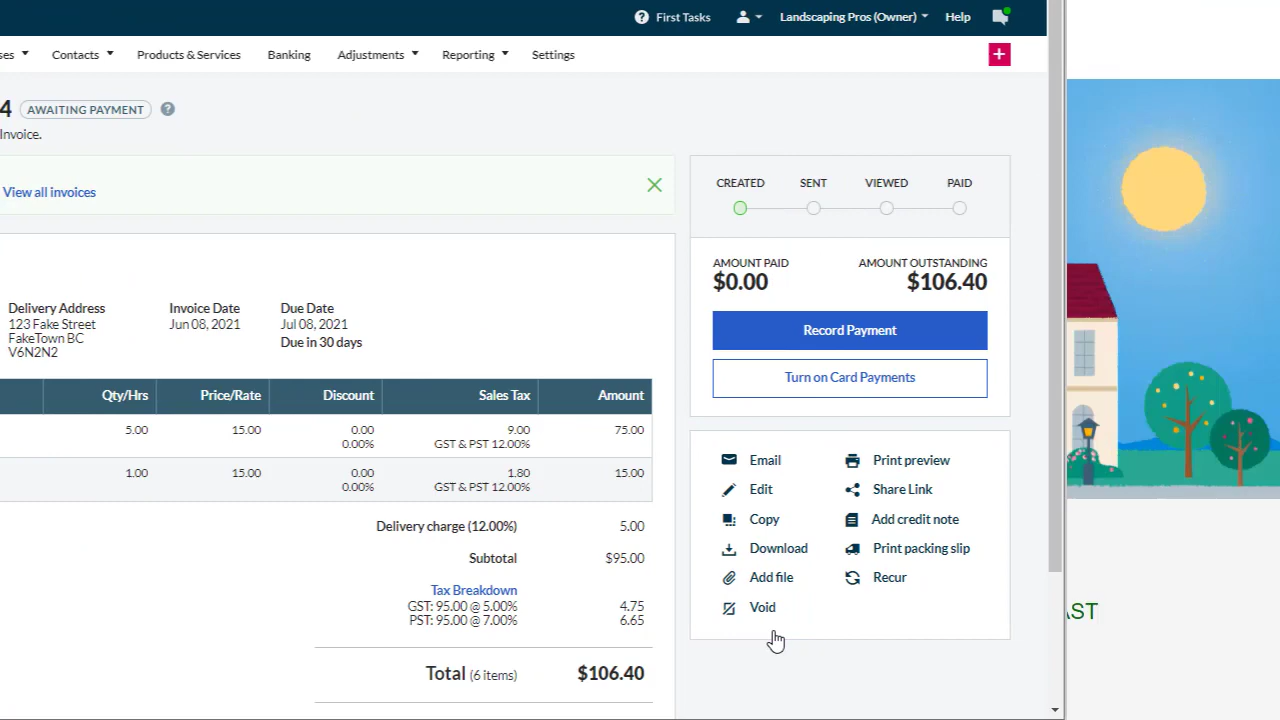 First Tasks
Landscaping Pros (Owner)
Help
ses
Contacts
Products & Services
Banking
Adjustments
Reporting
Settings
+
4 AWAITING PAYMENT ?
Invoice.
View all invoices
CREATED SENT VIEWED PAID
AMOUNT PAID AMOUNT OUTSTANDING
$0.00 $106.40
Record Payment
Turn on Card Payments
Delivery Address Invoice Date Due Date
123 Fake Street Jun 08, 2021 Jul 08, 2021
FakeTown BC Due in 30 days
V6N2N2
Qty/Hrs Price/Rate Discount Sales Tax Amount
5.00 15.00 0.00 9.00 75.00
0.00% GST & PST 12.00%
1.00 15.00 0.00 1.80 15.00
0.00% GST & PST 12.00%
Delivery charge (12.00%) 5.00
Subtotal $95.00
Tax Breakdown
GST: 95.00 @ 5.00% 4.75
PST: 95.00 @ 7.00% 6.65
Total (6 items) $106.40
Email Print preview
Edit Share Link
Copy Add credit note
Download Print packing slip
Add file Recur
Void
AST